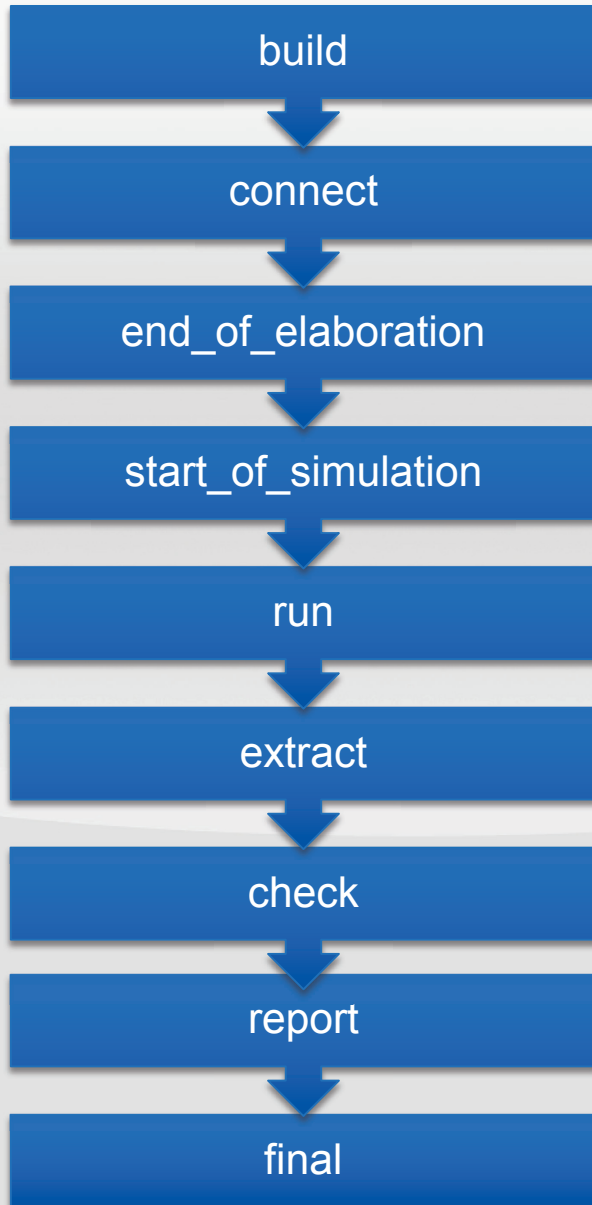 build
connect
end_of_elaboration
start_of_simulation
run
extract
check
report
final